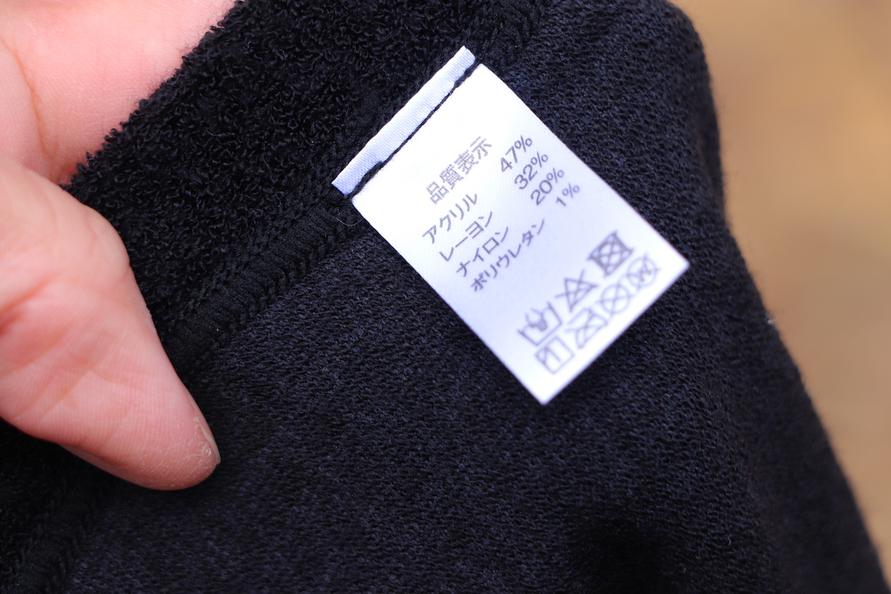 品質表示
アクリル 47%
レーヨン 32%
ナイロン 20%
ポリウレタン 1%